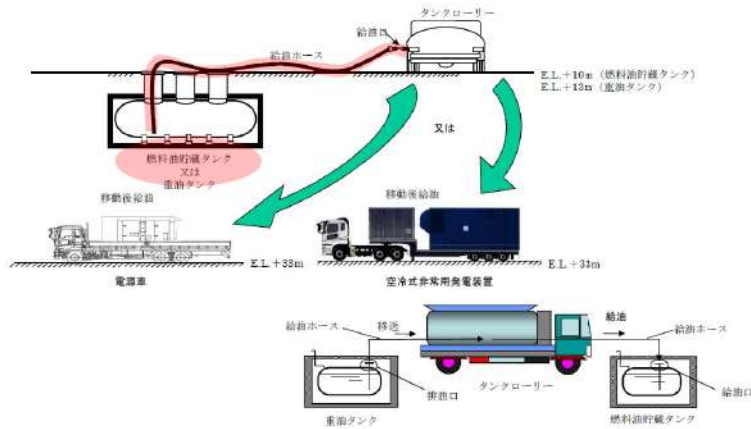 タンクローリー
給油口
給油ホース
E.L.+10m（燃料油貯蔵タンク）
E.L.+13m（重油タンク）
又は
燃料油貯蔵タンク
又は
重油タンク
移動後給油
移動後給油
E.L.+33m
E.L.+33m
電源車
空冷式非常用発電装置
給油ホース
移送
給油
給油ホース
排油口
タンクローリー
給油口
重油タンク
燃料油貯蔵タンク